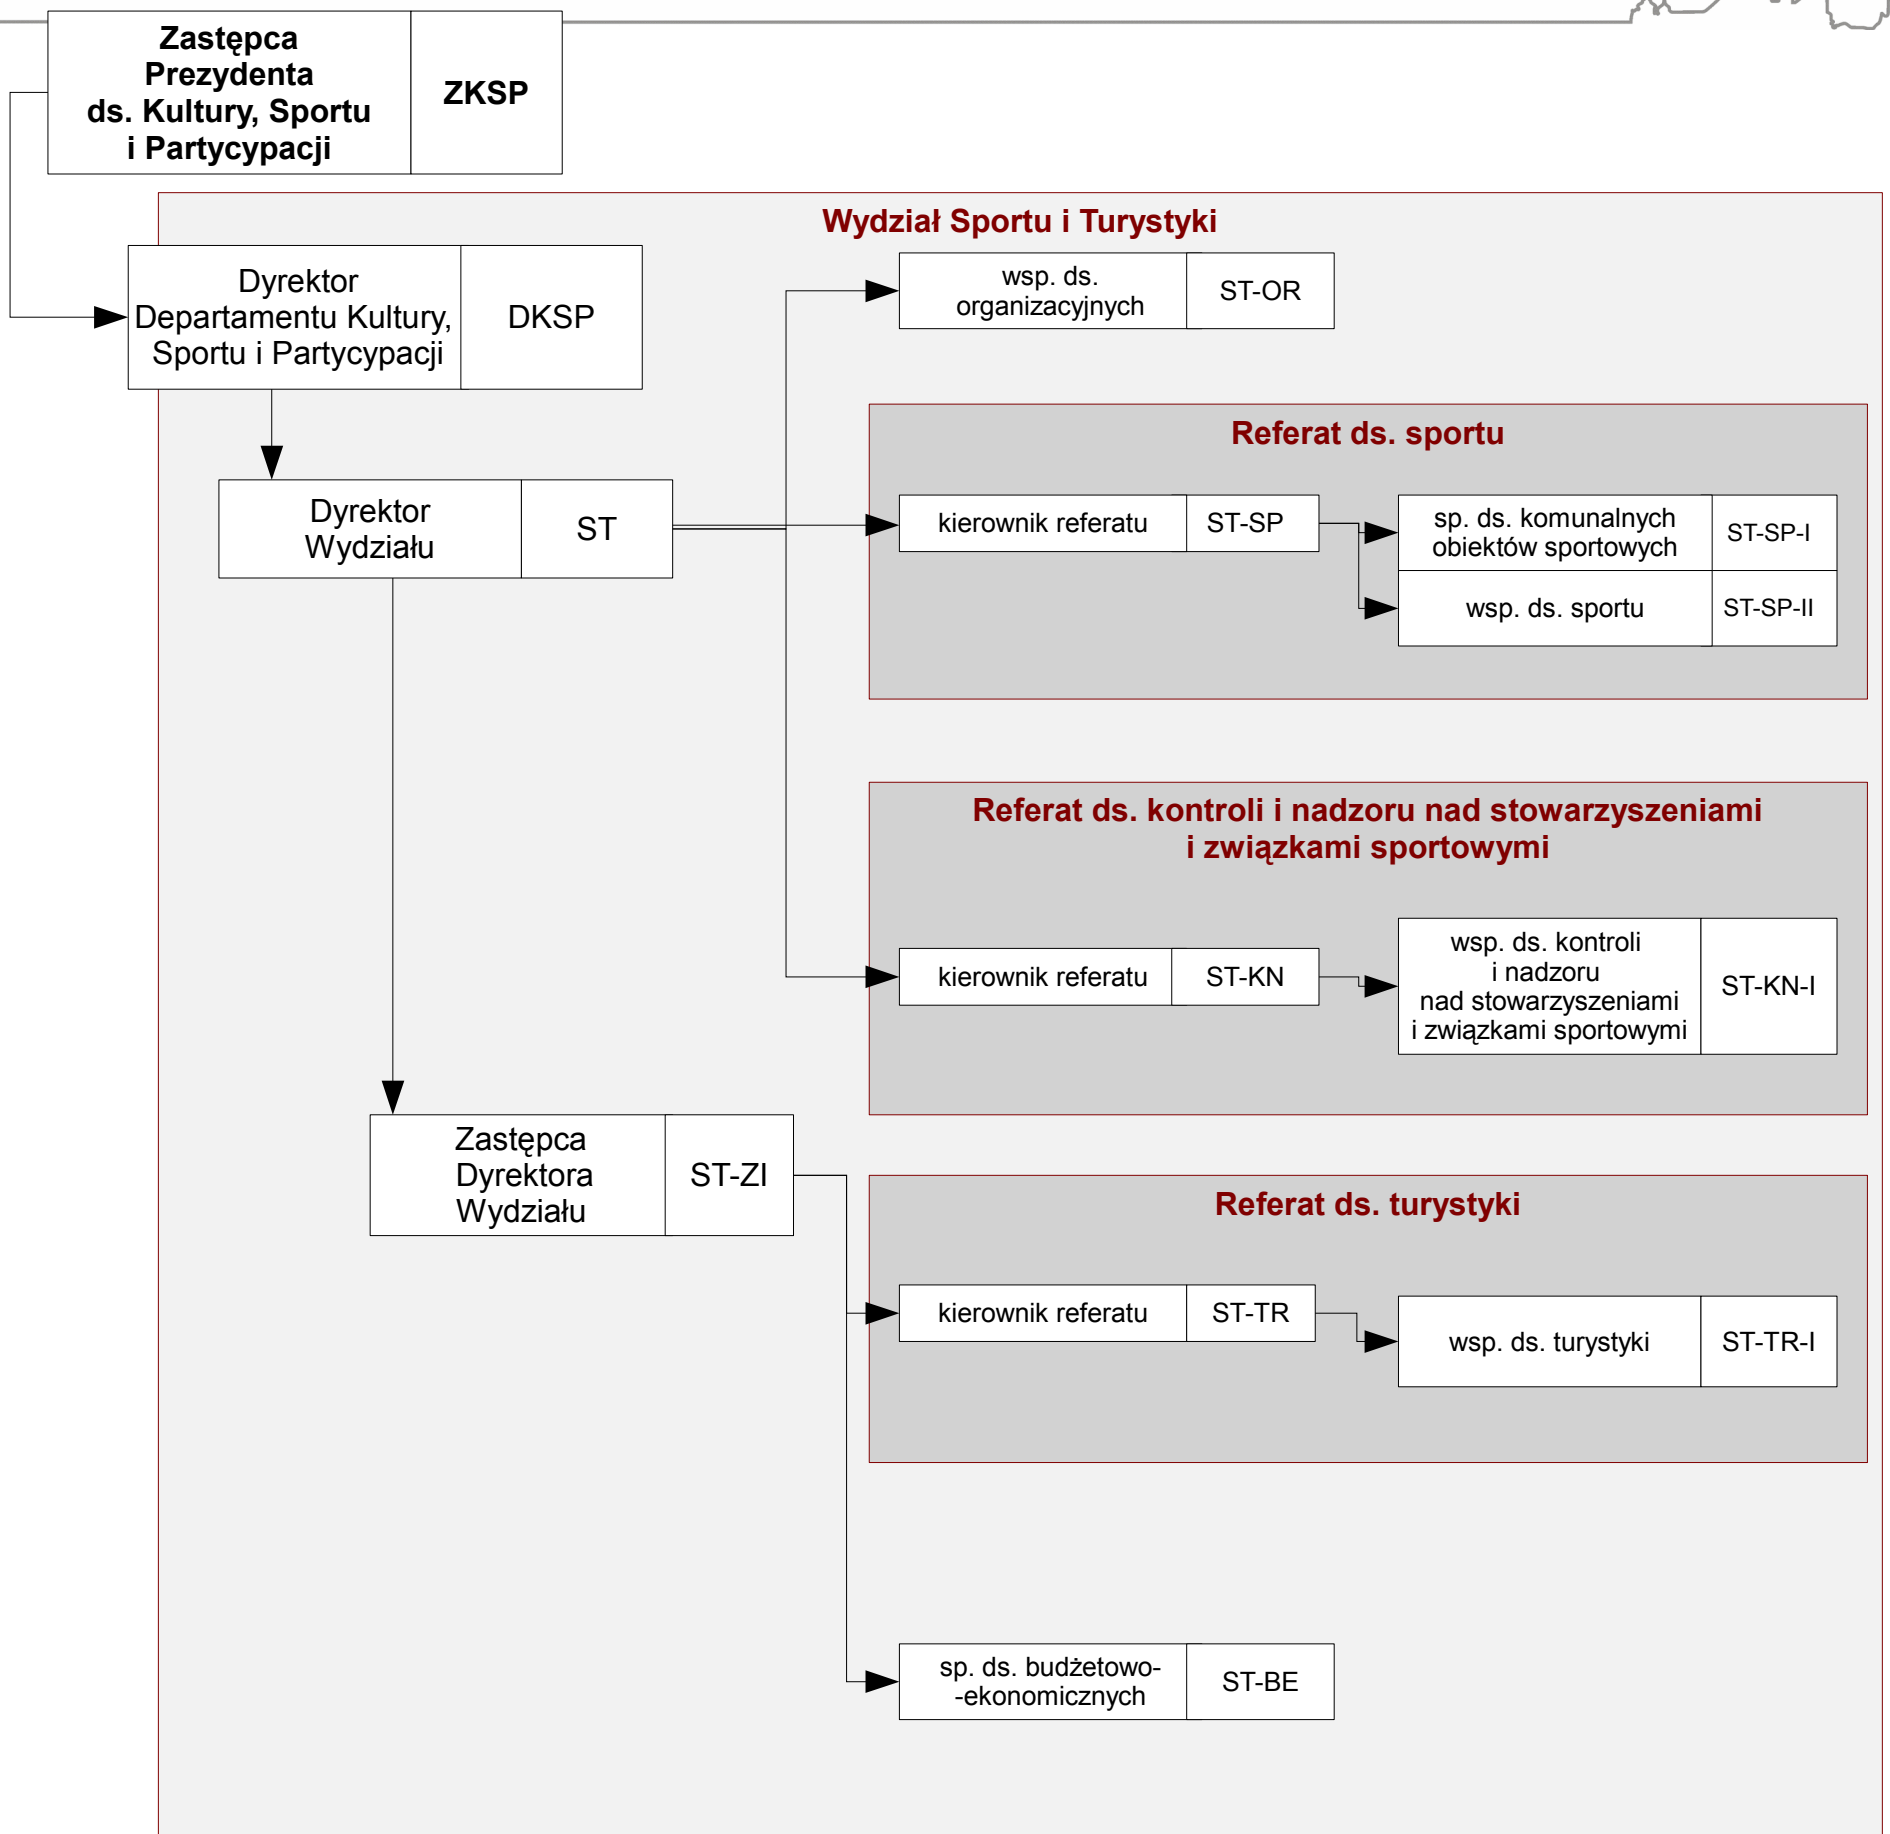 Zastępca
Prezydenta
ds. Kultury, Sportu
i Partycypacji
ZKSP
Wydział Sportu i Turystyki
Dyrektor
Departamentu Kultury,
Sportu i Partycypacji
DKSP
wsp. ds.
organizacyjnych
ST-OR
Referat ds. sportu
Dyrektor
Wydziału
ST
kierownik referatu
ST-SP
sp. ds. komunalnych
obiektów sportowych
ST-SP-I
wsp. ds. sportu
ST-SP-II
Referat ds. kontroli i nadzoru nad stowarzyszeniami
i związkami sportowymi
kierownik referatu
ST-KN
wsp. ds. kontroli
i nadzoru
nad stowarzyszeniami
i związkami sportowymi
ST-KN-I
Zastępca
Dyrektora
Wydziału
ST-ZI
Referat ds. turystyki
kierownik referatu
ST-TR
wsp. ds. turystyki
ST-TR-I
sp. ds. budżetowo-
-ekonomicznych
ST-BE